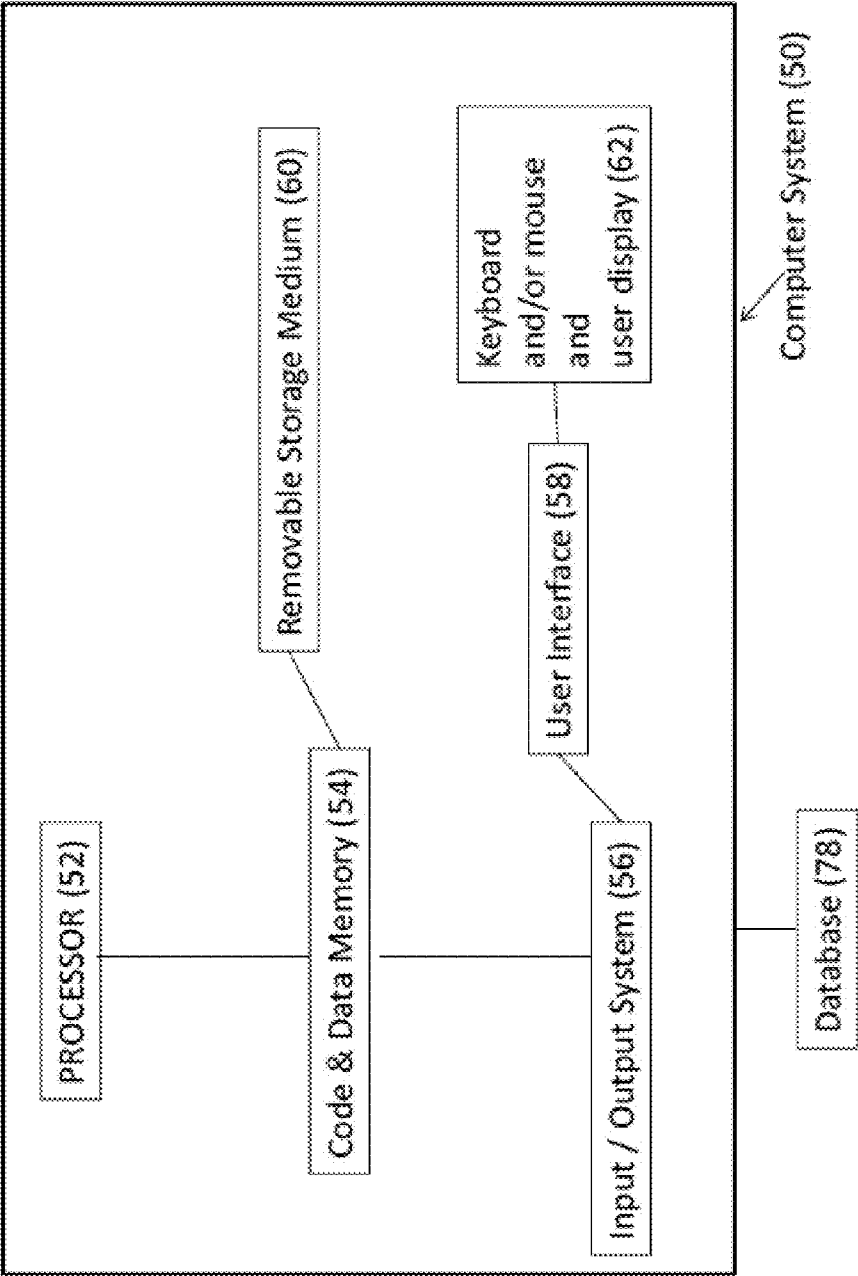 PROCESSOR (52)
Code & Data Memory (54)
Removable Storage Medium (60)
Input / Output System (56)
User Interface (58)
Keyboard
and/or mouse
and
user display (62)
Database (78)
Computer System (50)